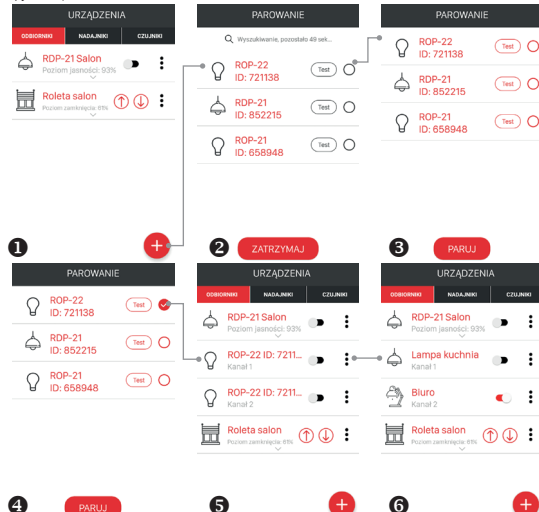 URZĄDZENIA
ODBIORNIKI NADAJNIKI CZUJNIKI
RDP-21 Salon
Poziom jasności: 93%
Roleta salon
Poziom zamknięcia: 61%
+
1
PAROWANIE
Wyszukiwanie, pozostało 49 sek...
ROP-22
ID: 721138
Test
RDP-21
ID: 852215
Test
ROP-21
ID: 658948
Test
2
ZATRZYMAJ
PAROWANIE
ROP-22
ID: 721138
Test
RDP-21
ID: 852215
Test
ROP-21
ID: 658948
Test
3
PARUJ
PAROWANIE
ROP-22
ID: 721138
Test
RDP-21
ID: 852215
Test
ROP-21
ID: 658948
Test
4
PARUJ
URZĄDZENIA
ODBIORNIKI NADAJNIKI CZUJNIKI
RDP-21 Salon
Poziom jasności: 93%
ROP-22 ID: 7211...
Kanał 1
ROP-22 ID: 7211...
Kanał 2
Roleta salon
Poziom zamknięcia: 61%
5
+
URZĄDZENIA
ODBIORNIKI NADAJNIKI CZUJNIKI
RDP-21 Salon
Poziom jasności: 93%
Lampa kuchnia
Kanał 1
Biuro
Kanał 2
Roleta salon
Poziom zamknięcia: 61%
6
+